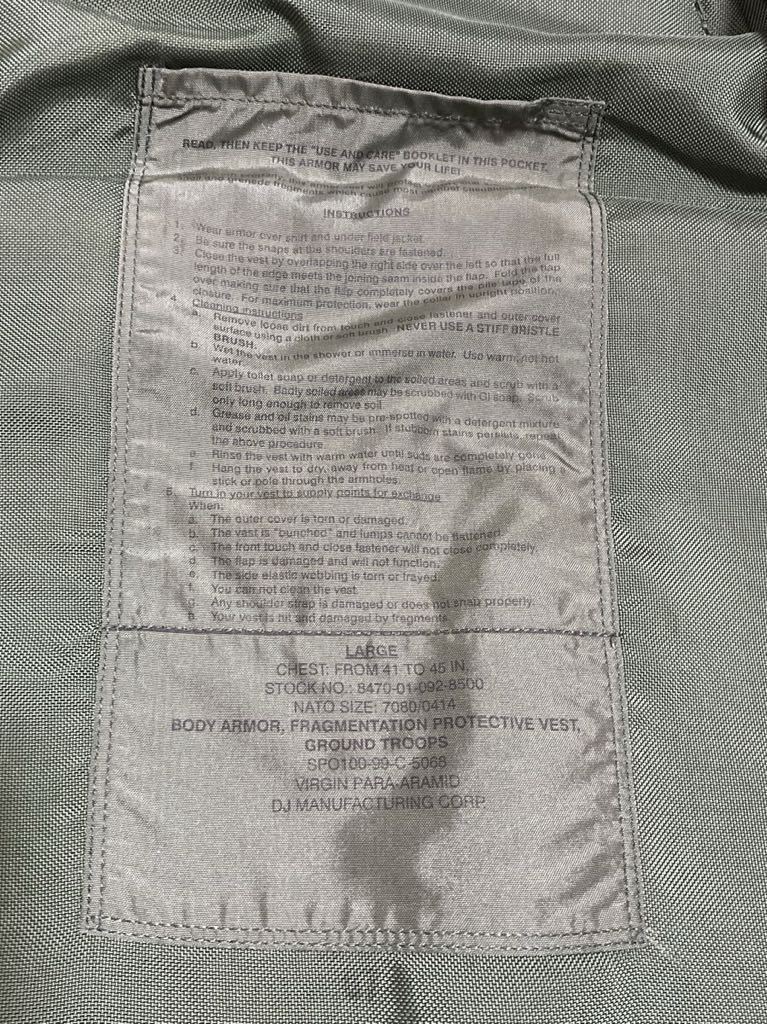 READ, THEN KEEP THE "USE AND CARE" BOOKLET IN THIS POCKET.
THIS ARMOR MAY SAVE YOUR LIFE!
grenade fragments which cause most
INSTRUCTIONS
1. Wear armor over shirt and under field jacket.
2. Be sure the snaps at the shoulders are fastened.
3. Close the vest by overlapping the right side over the left so that the full
length of the edge meets the joining seam inside the flap. Fold the flap
over making sure that the flap completely covers the pile tape of the
closure. For maximum protection, wear the collar in upright position.
4. Cleaning instructions
a. Remove loose dirt from touch and close fastener and outer cover
surface using a cloth or soft brush. NEVER USE A STIFF BRISTLE
BRUSH.
b. Wet the vest in the shower or immerse in water. Use warm, not hot
water.
c. Apply toilet soap or detergent to the soiled areas and scrub with a
soft brush. Badly soiled areas may be scrubbed with GI soap. Scrub
only long enough to remove soil.
d. Grease and oil stains may be pre-spotted with a detergent mixture
and scrubbed with a soft brush. If stubborn stains persists, repeat
the above procedure.
e. Rinse the vest with warm water until suds are completely gone.
f. Hang the vest to dry, away from heat or open flame by placing a
stick or pole through the armholes.
5. Turn in your vest to supply points for exchange
When:
a. The outer cover is torn or damaged.
b. The vest is "bunched" and lumps cannot be flattened.
c. The front touch and close fastener will not close completely.
d. The flap is damaged and will not function.
e. The side elastic webbing is torn or frayed.
f. You can not clean the vest.
g. Any shoulder strap is damaged or does not snap properly.
h. Your vest is hit and damaged by fragments.
LARGE
CHEST: FROM 41 TO 45 IN.
STOCK NO.: 8470-01-092-8500
NATO SIZE: 7080/0414
BODY ARMOR, FRAGMENTATION PROTECTIVE VEST,
GROUND TROOPS
SPO100-99-C-5068
VIRGIN PARA-ARAMID
DJ MANUFACTURING CORP.